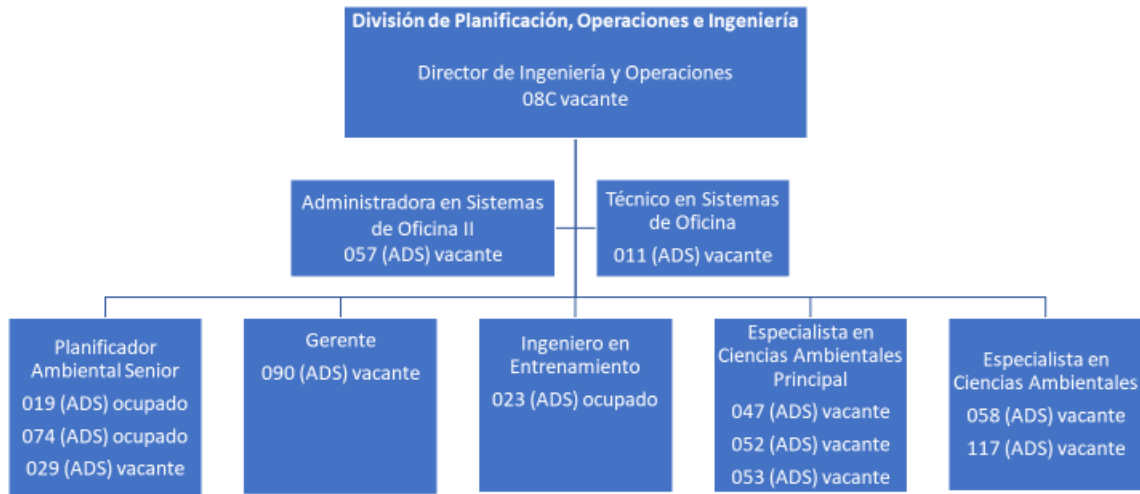 División de Planificación, Operaciones e Ingeniería
Director de Ingeniería y Operaciones
08C vacante
Administradora en Sistemas
de Oficina II
057 (ADS) vacante
Técnico en Sistemas
de Oficina
011 (ADS) vacante
Planificador
Ambiental Senior
019 (ADS) ocupado
074 (ADS) ocupado
029 (ADS) vacante
Gerente
090 (ADS) vacante
Ingeniero en
Entrenamiento
023 (ADS) ocupado
Especialista en
Ciencias Ambientales
Principal
047 (ADS) vacante
052 (ADS) vacante
053 (ADS) vacante
Especialista en
Ciencias Ambientales
058 (ADS) vacante
117 (ADS) vacante